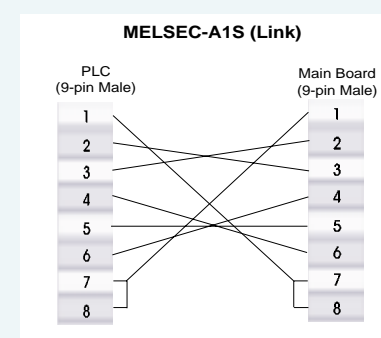 MELSEC-A1S (Link)
PLC
(9-pin Male)
Main Board
(9-pin Male)
1 1
2 2
3 3
4 4
5 5
6 6
7 7
8 8